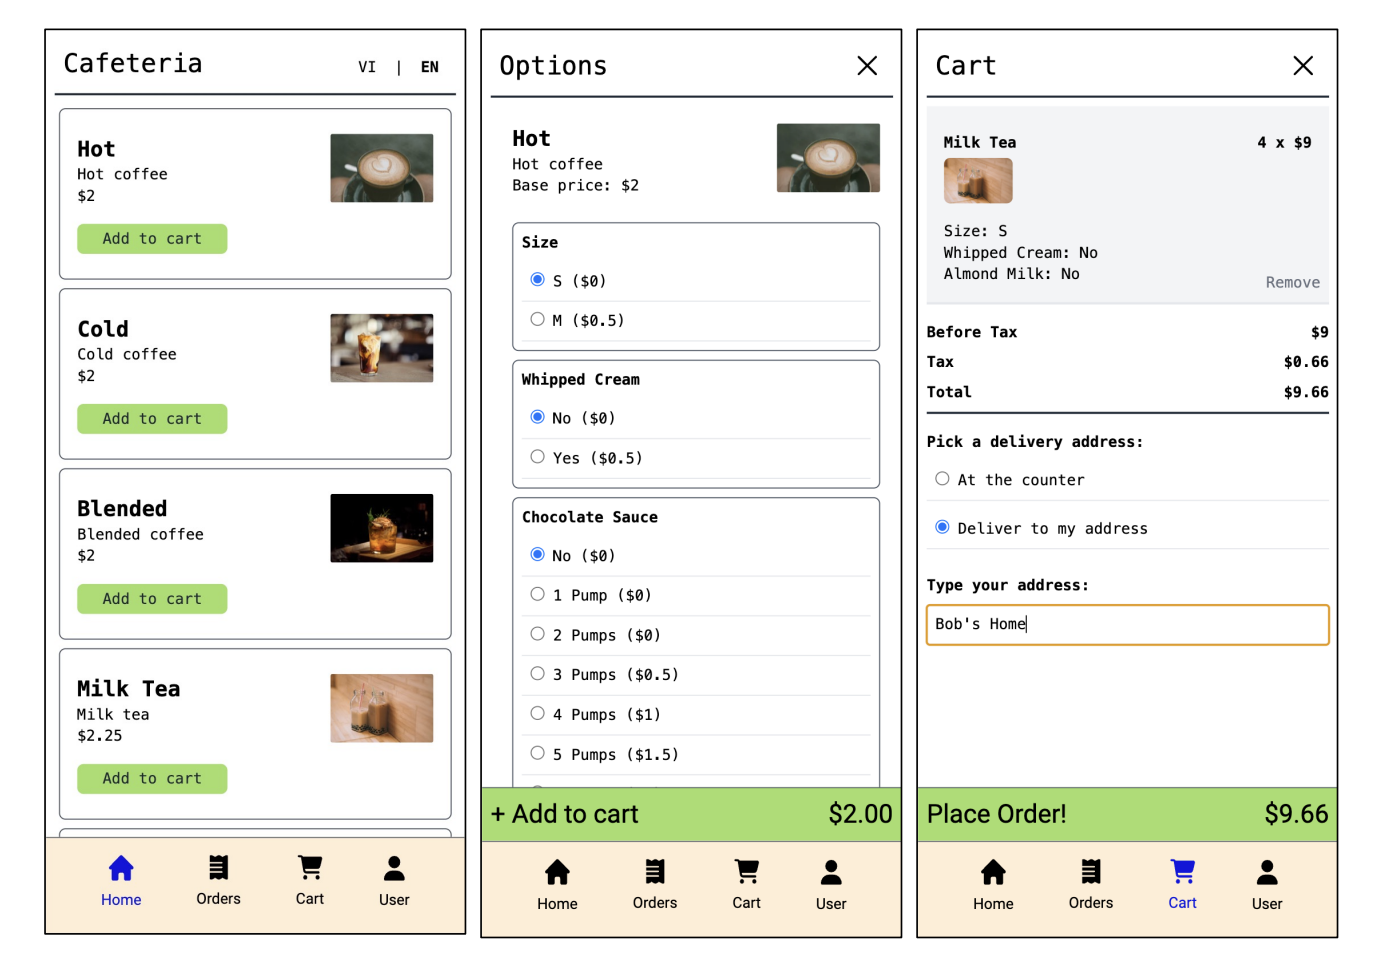 Cafeteria
VI | EN
Hot
Hot coffee
$2
Add to cart
Cold
Cold coffee
$2
Add to cart
Blended
Blended coffee
$2
Add to cart
Milk Tea
Milk tea
$2.25
Add to cart
Home Orders Cart User
Options
Hot
Hot coffee
Base price: $2
Size
S ($0)
M ($0.5)
Whipped Cream
No ($0)
Yes ($0.5)
Chocolate Sauce
No ($0)
1 Pump ($0)
2 Pumps ($0)
3 Pumps ($0.5)
4 Pumps ($1)
5 Pumps ($1.5)
+ Add to cart $2.00
Home Orders Cart User
Cart
Milk Tea 4 x $9
Size: S
Whipped Cream: No
Almond Milk: No
Remove
Before Tax $9
Tax $0.66
Total $9.66
Pick a delivery address:
At the counter
Deliver to my address
Type your address:
Bob's Home
Place Order! $9.66
Home Orders Cart User